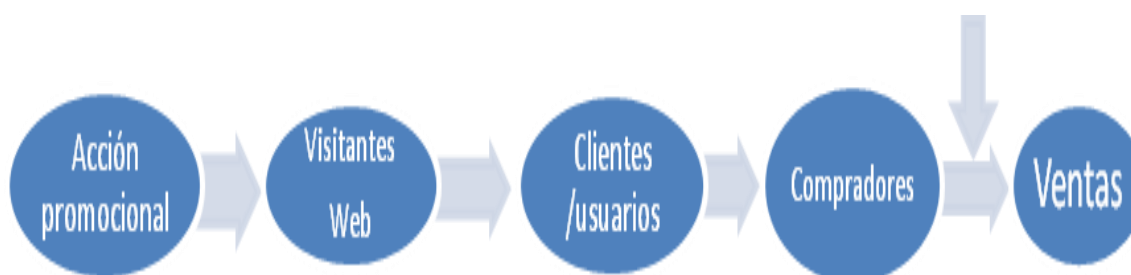 Acción
promocional
Visitantes
Web
Clientes
/usuarios
Compradores
Ventas